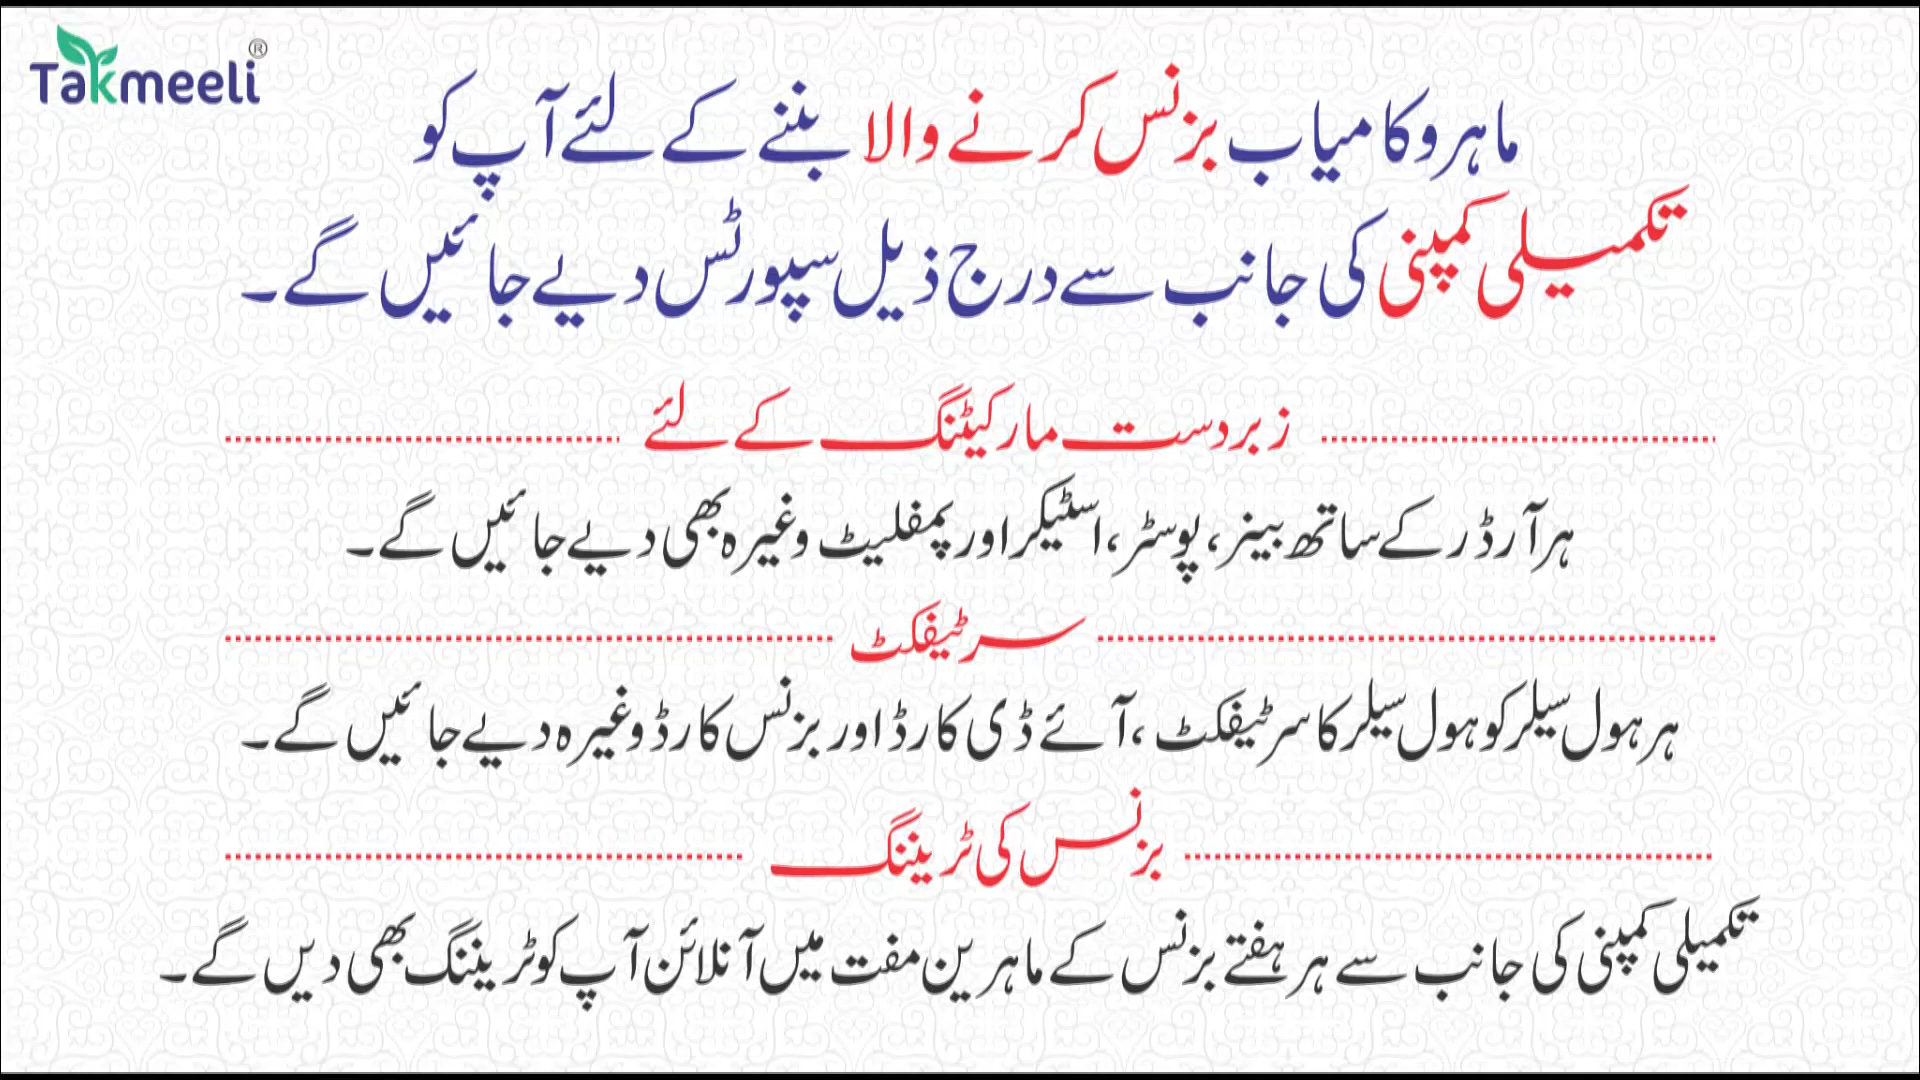 Takmeeli®
ماہر و کامیاب بزنس کرنے والا بننے کے لئے آپ کو
تکمیلی کمپنی کی جانب سے درج ذیل سپورٹس دیے جائیں گے۔
زبردست مارکیٹنگ کے لئے
ہر آرڈر کے ساتھ بینر، پوسٹر، اسٹیکر اور پمفلیٹ وغیرہ بھی دیے جائیں گے۔
سرٹیفکٹ
ہر ہول سیلر کو ہول سیلر کا سرٹیفکٹ ، آئے ڈی کارڈ اور بزنس کارڈ وغیرہ دیے جائیں گے۔
بزنس کی ٹریننگ
تکمیلی کمپنی کی جانب سے ہر ہفتے بزنس کے ماہرین مفت میں آنلائن آپ کو ٹریننگ بھی دیں گے۔